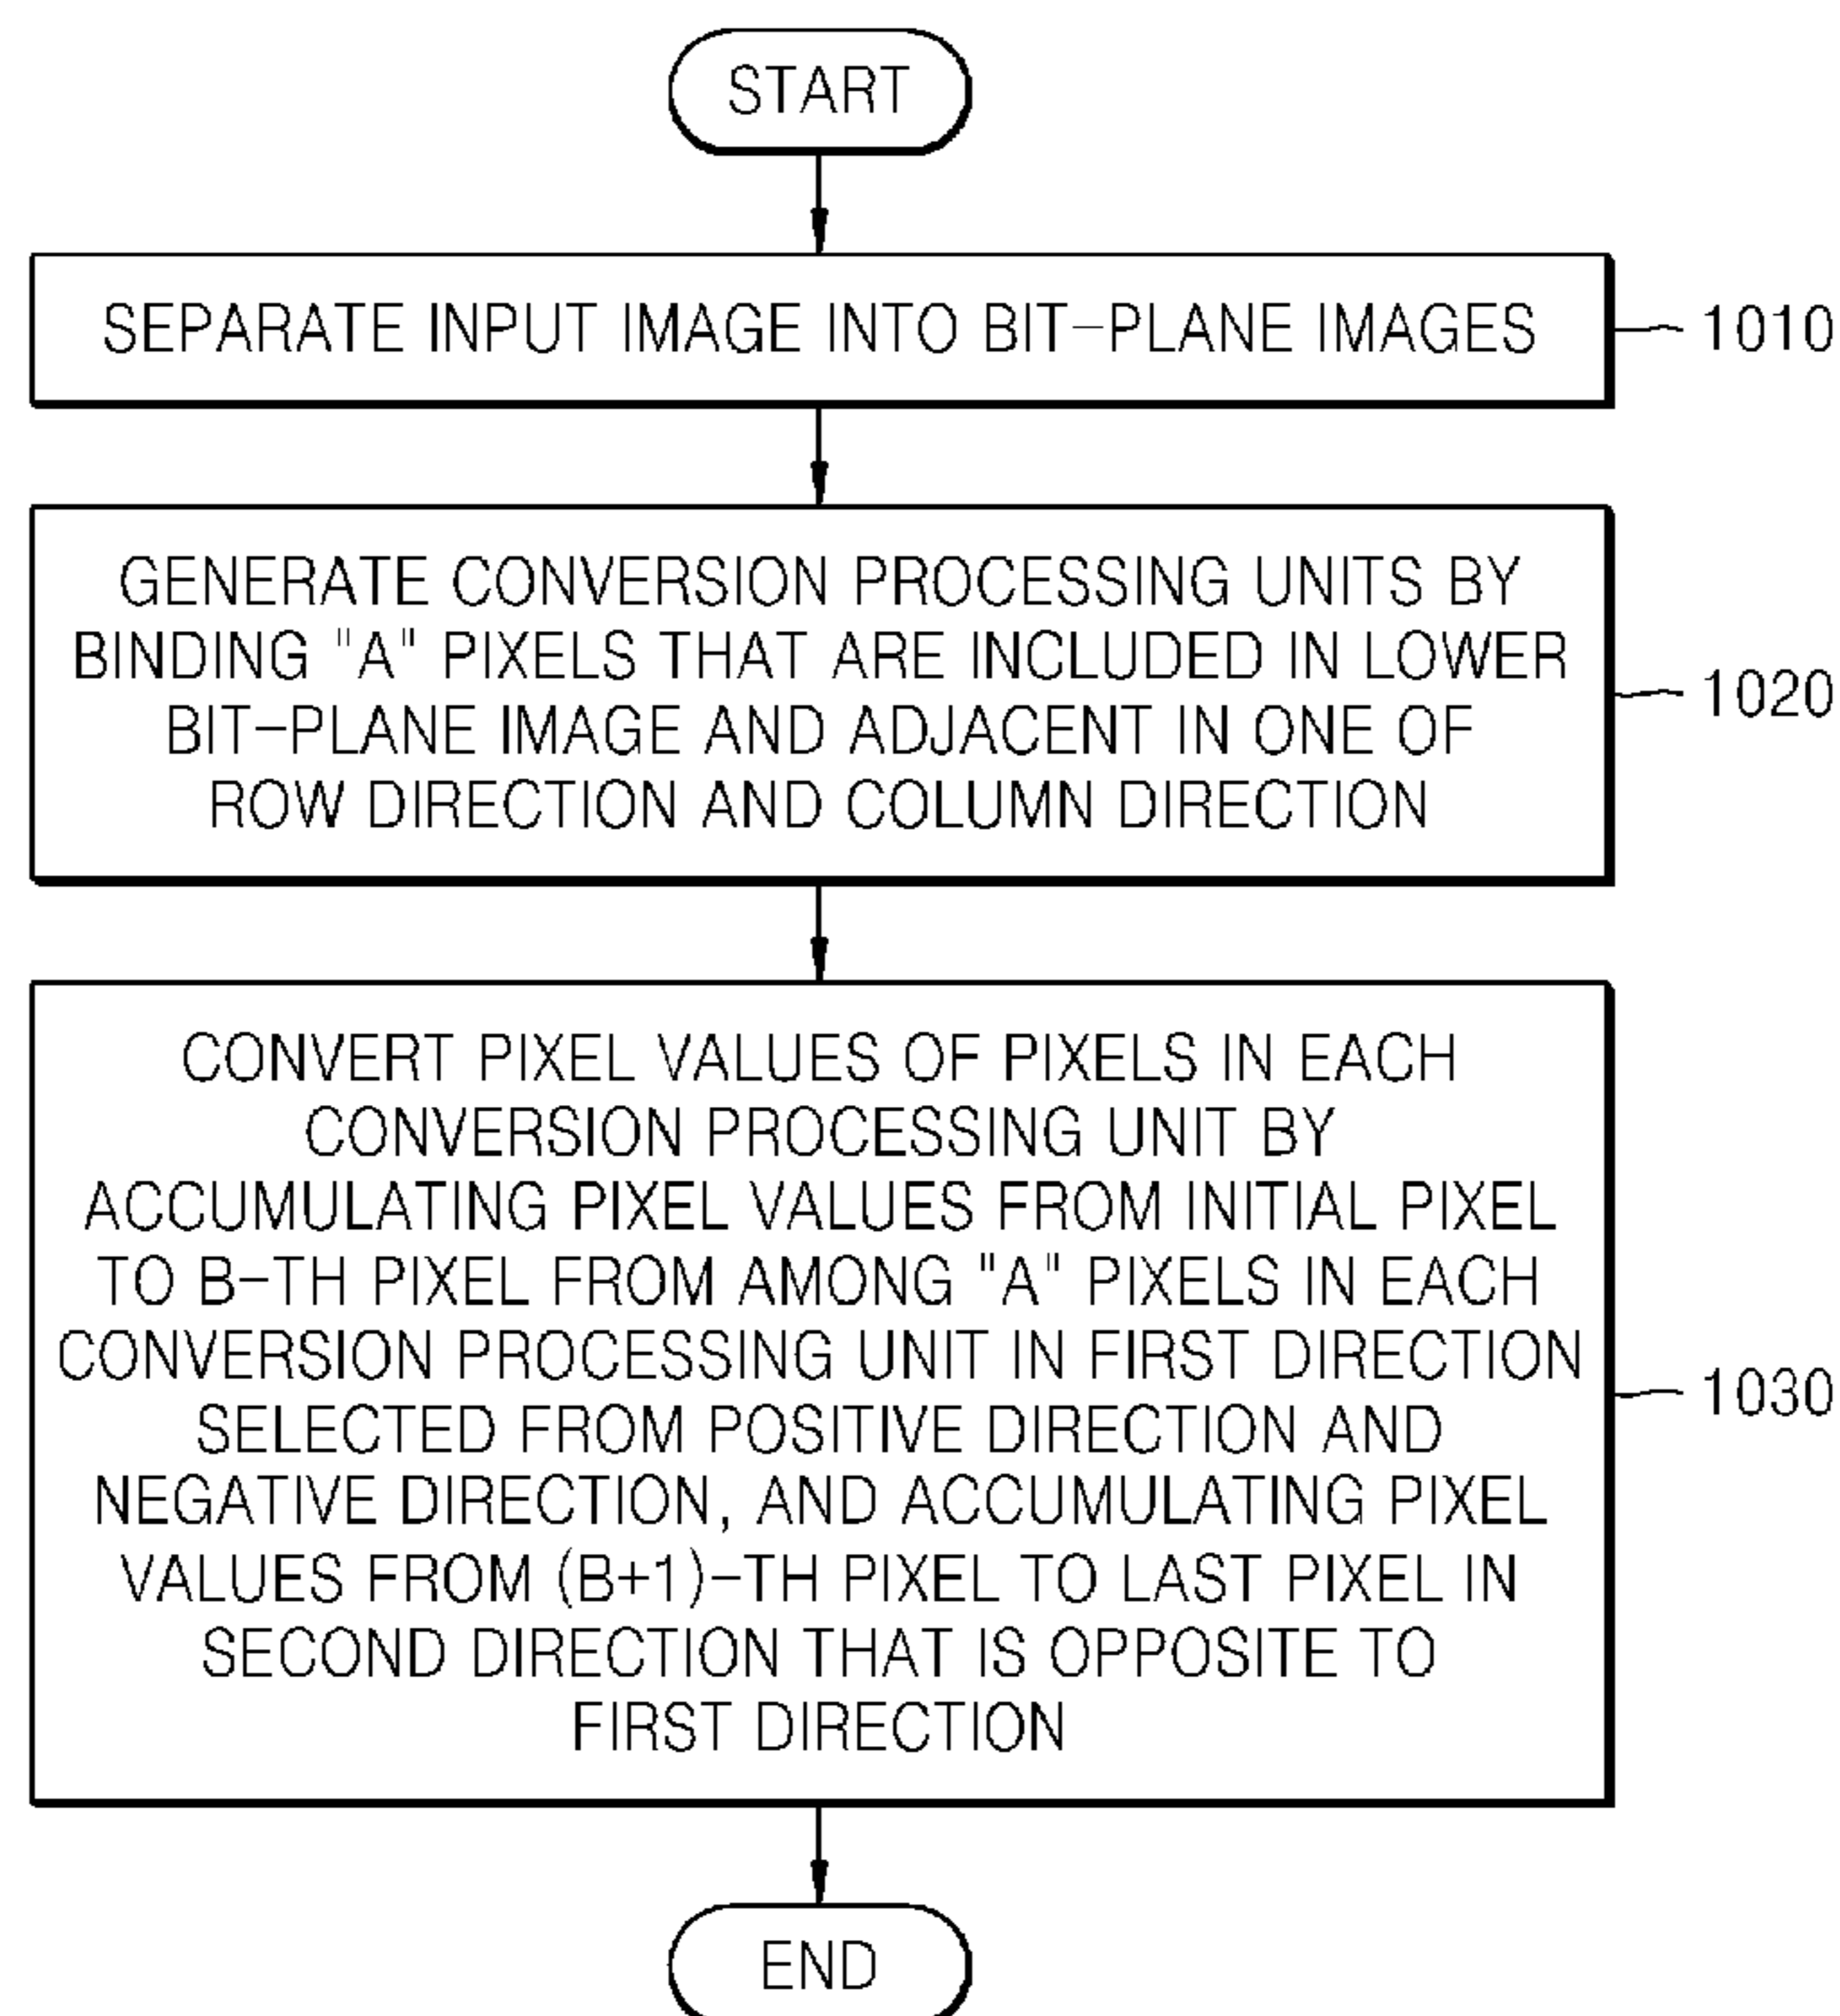 START
SEPARATE INPUT IMAGE INTO BIT-PLANE IMAGES
1010
GENERATE CONVERSION PROCESSING UNITS BY
BINDING "A" PIXELS THAT ARE INCLUDED IN LOWER
BIT-PLANE IMAGE AND ADJACENT IN ONE OF
ROW DIRECTION AND COLUMN DIRECTION
1020
CONVERT PIXEL VALUES OF PIXELS IN EACH
CONVERSION PROCESSING UNIT BY
ACCUMULATING PIXEL VALUES FROM INITIAL PIXEL
TO B-TH PIXEL FROM AMONG "A" PIXELS IN EACH
CONVERSION PROCESSING UNIT IN FIRST DIRECTION
SELECTED FROM POSITIVE DIRECTION AND
NEGATIVE DIRECTION, AND ACCUMULATING PIXEL
VALUES FROM (B+1)-TH PIXEL TO LAST PIXEL IN
SECOND DIRECTION THAT IS OPPOSITE TO
FIRST DIRECTION
1030
END